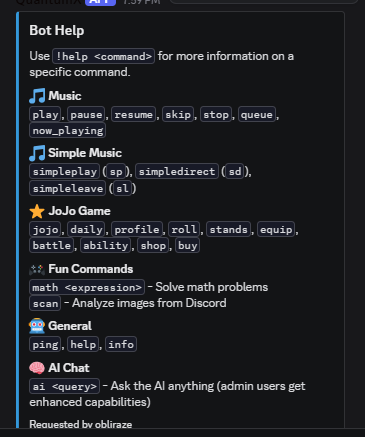 QuantumX APP 7:59 PM
Bot Help
Use !help <command> for more information on a
specific command.
🎵 Music
play, pause, resume, skip, stop, queue,
now_playing
🎵 Simple Music
simpleplay (sp), simpledirect (sd),
simpleleave (sl)
⭐ JoJo Game
jojo, daily, profile, roll, stands, equip,
battle, ability, shop, buy
Fun Commands
math <expression> - Solve math problems
scan - Analyze images from Discord
🤖 General
ping, help, info
🧠 AI Chat
ai <query> - Ask the AI anything (admin users get
enhanced capabilities)
Requested by obliraze